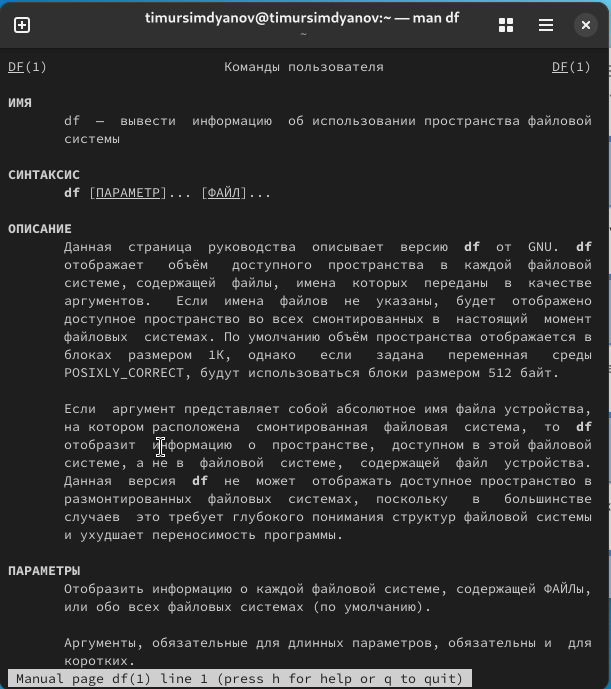 timursimdyanov@timursimdyanov:~ — man df
~
DF(1) Команды пользователя DF(1)
ИМЯ
df — вывести информацию об использовании пространства файловой
системы
СИНТАКСИС
df [ПАРАМЕТР]... [ФАЙЛ]...
ОПИСАНИЕ
Данная страница руководства описывает версию df от GNU. df
отображает объём доступного пространства в каждой файловой
системе, содержащей файлы, имена которых переданы в качестве
аргументов. Если имена файлов не указаны, будет отображено
доступное пространство во всех смонтированных в настоящий момент
файловых системах. По умолчанию объём пространства отображается в
блоках размером 1K, однако если задана переменная среды
POSIXLY_CORRECT, будут использоваться блоки размером 512 байт.
Если аргумент представляет собой абсолютное имя файла устройства,
на котором расположена смонтированная файловая система, то df
отобразит информацию о пространстве, доступном в этой файловой
системе, а не в файловой системе, содержащей файл устройства.
Данная версия df не может отображать доступное пространство в
размонтированных файловых системах, поскольку в большинстве
случаев это требует глубокого понимания структур файловой системы
и ухудшает переносимость программы.
ПАРАМЕТРЫ
Отобразить информацию о каждой файловой системе, содержащей ФАЙЛы,
или обо всех файловых системах (по умолчанию).
Аргументы, обязательные для длинных параметров, обязательны и для
коротких.
Manual page df(1) line 1 (press h for help or q to quit)